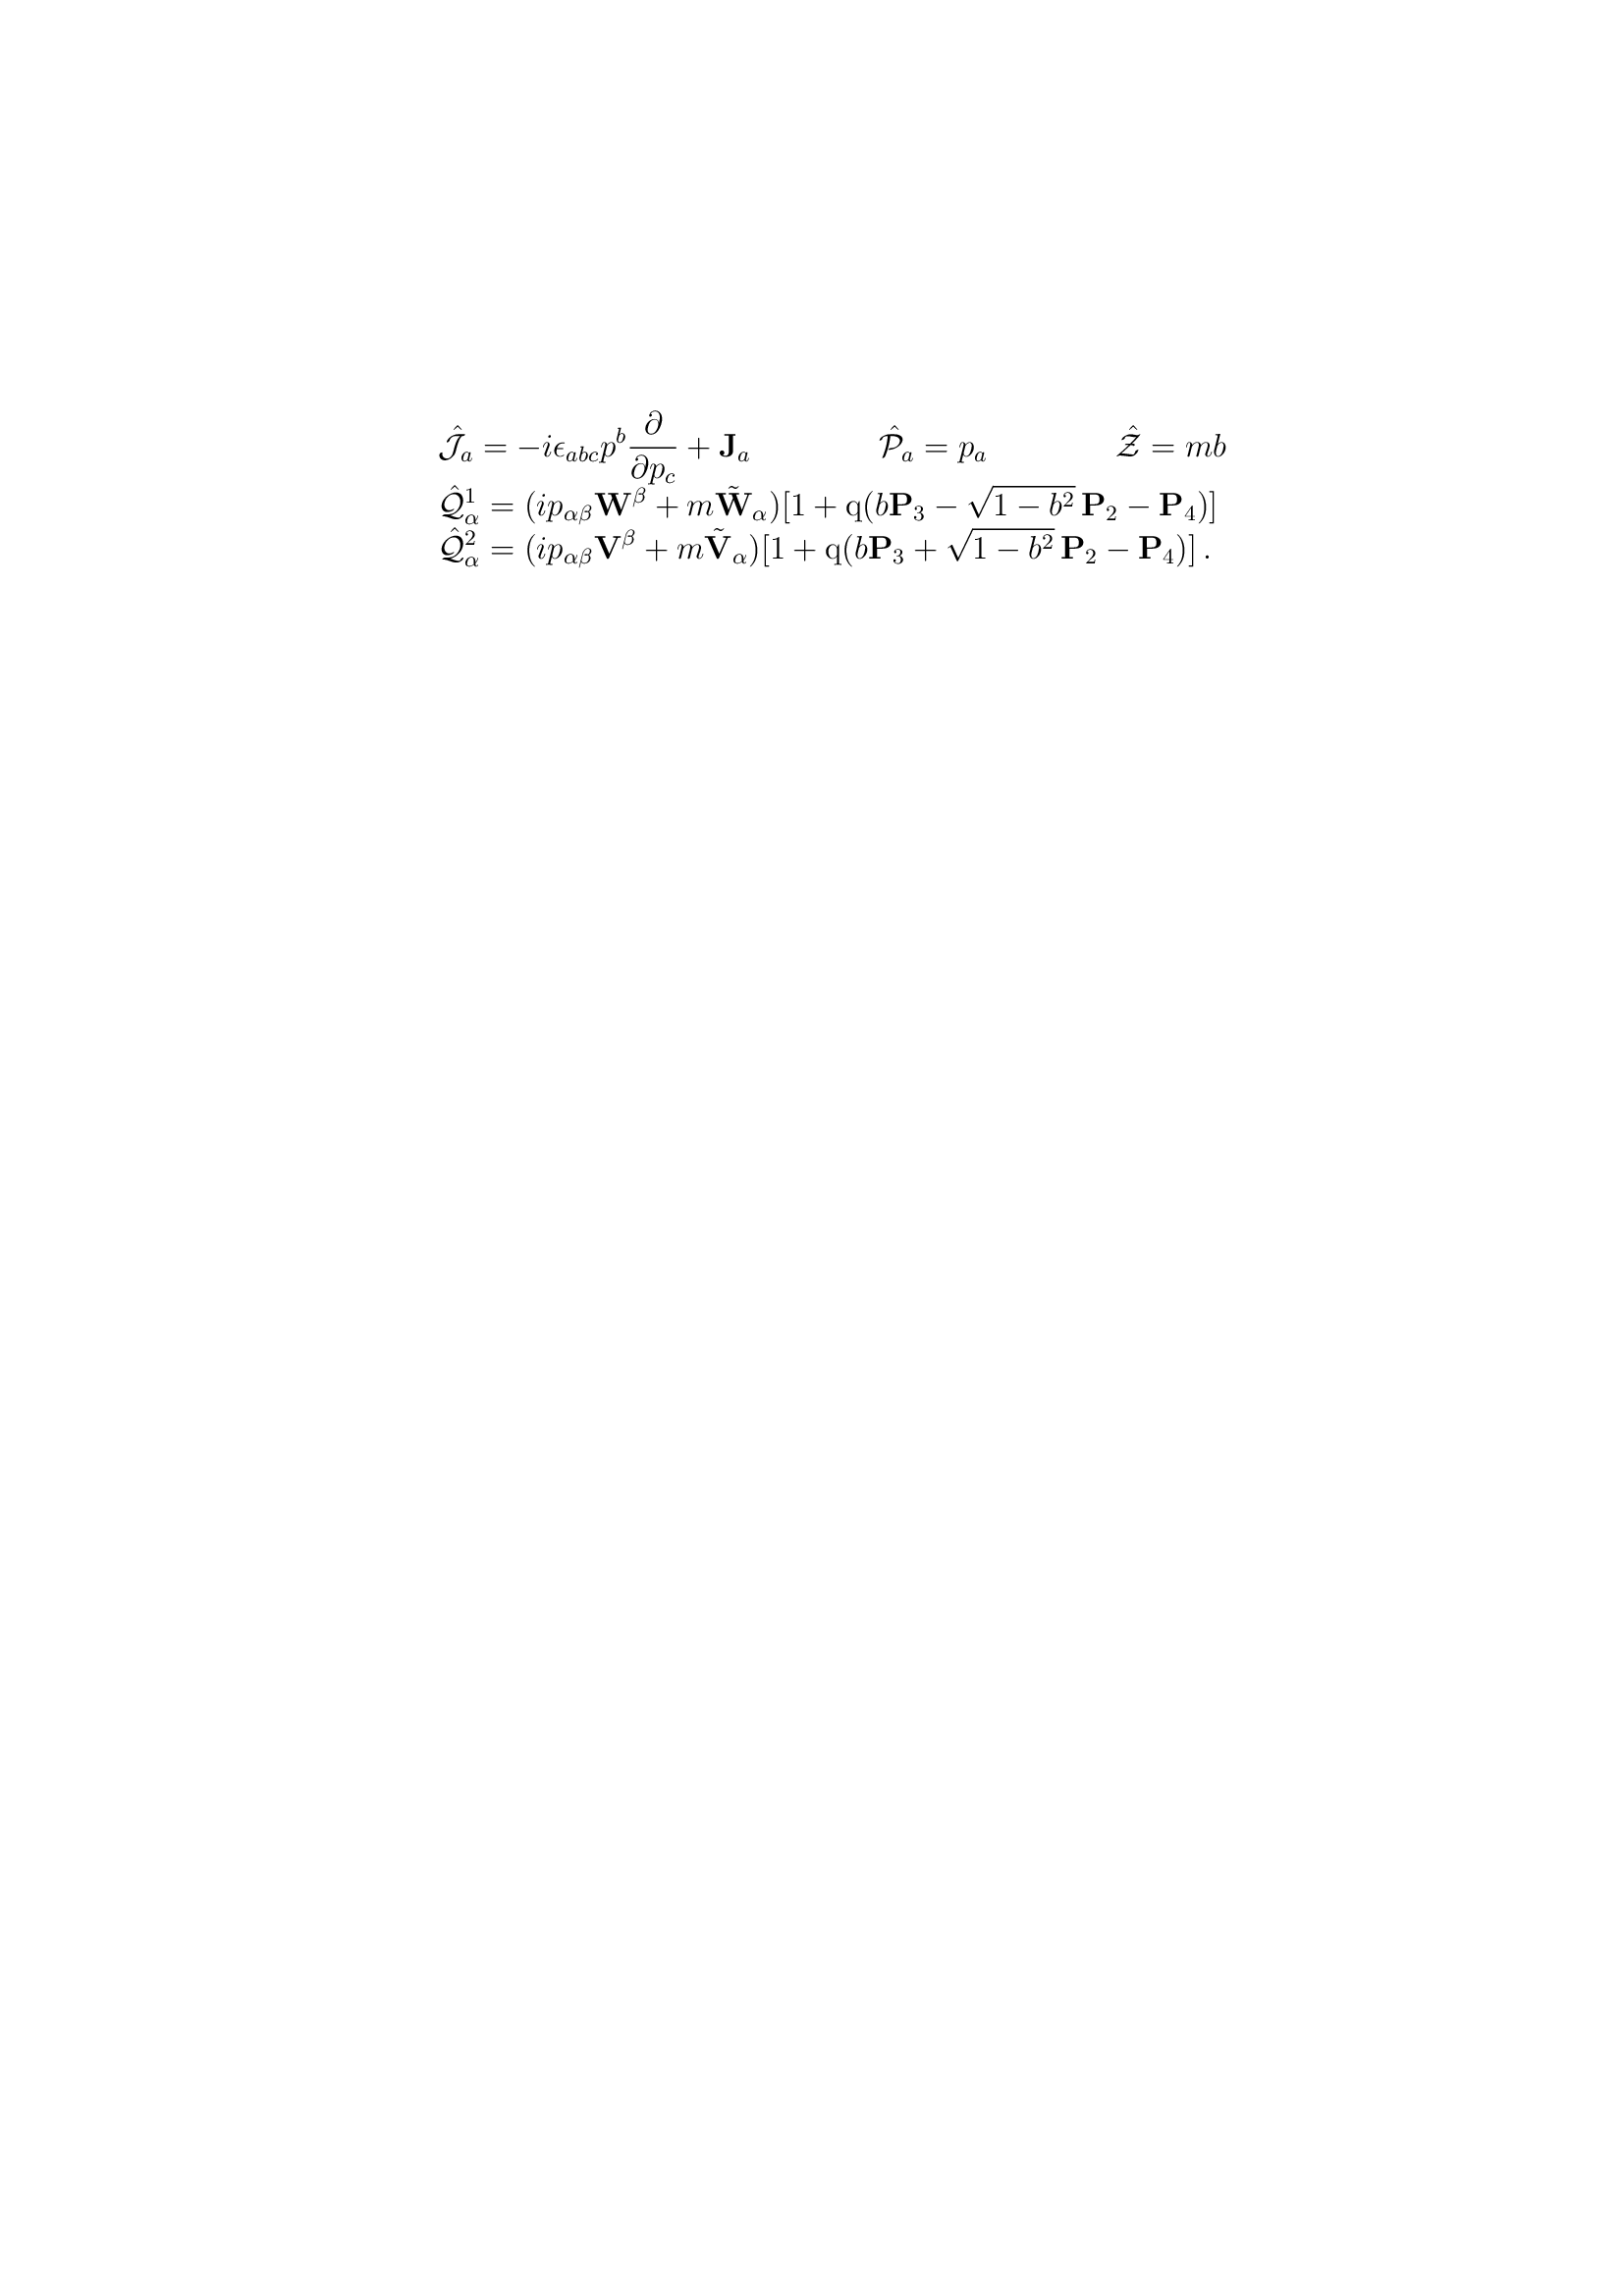 $\hat{\mathcal{J}}_a = -i\epsilon_{abc}p^b\dfrac{\partial}{\partial p_c} + \mathbf{J}_a \qquad\qquad \hat{\mathcal{P}}_a = p_a \qquad\qquad \hat{\mathcal{Z}} = mb$
$\hat{\mathcal{Q}}^1_\alpha = (ip_{\alpha\beta}\mathbf{W}^\beta + m\tilde{\mathbf{W}}_\alpha)[1 + \mathrm{q}(b\mathbf{P}_3 - \sqrt{1-b^2}\,\mathbf{P}_2 - \mathbf{P}_4)]$
$\hat{\mathcal{Q}}^2_\alpha = (ip_{\alpha\beta}\mathbf{V}^\beta + m\tilde{\mathbf{V}}_\alpha)[1 + \mathrm{q}(b\mathbf{P}_3 + \sqrt{1-b^2}\,\mathbf{P}_2 - \mathbf{P}_4)]\,.$